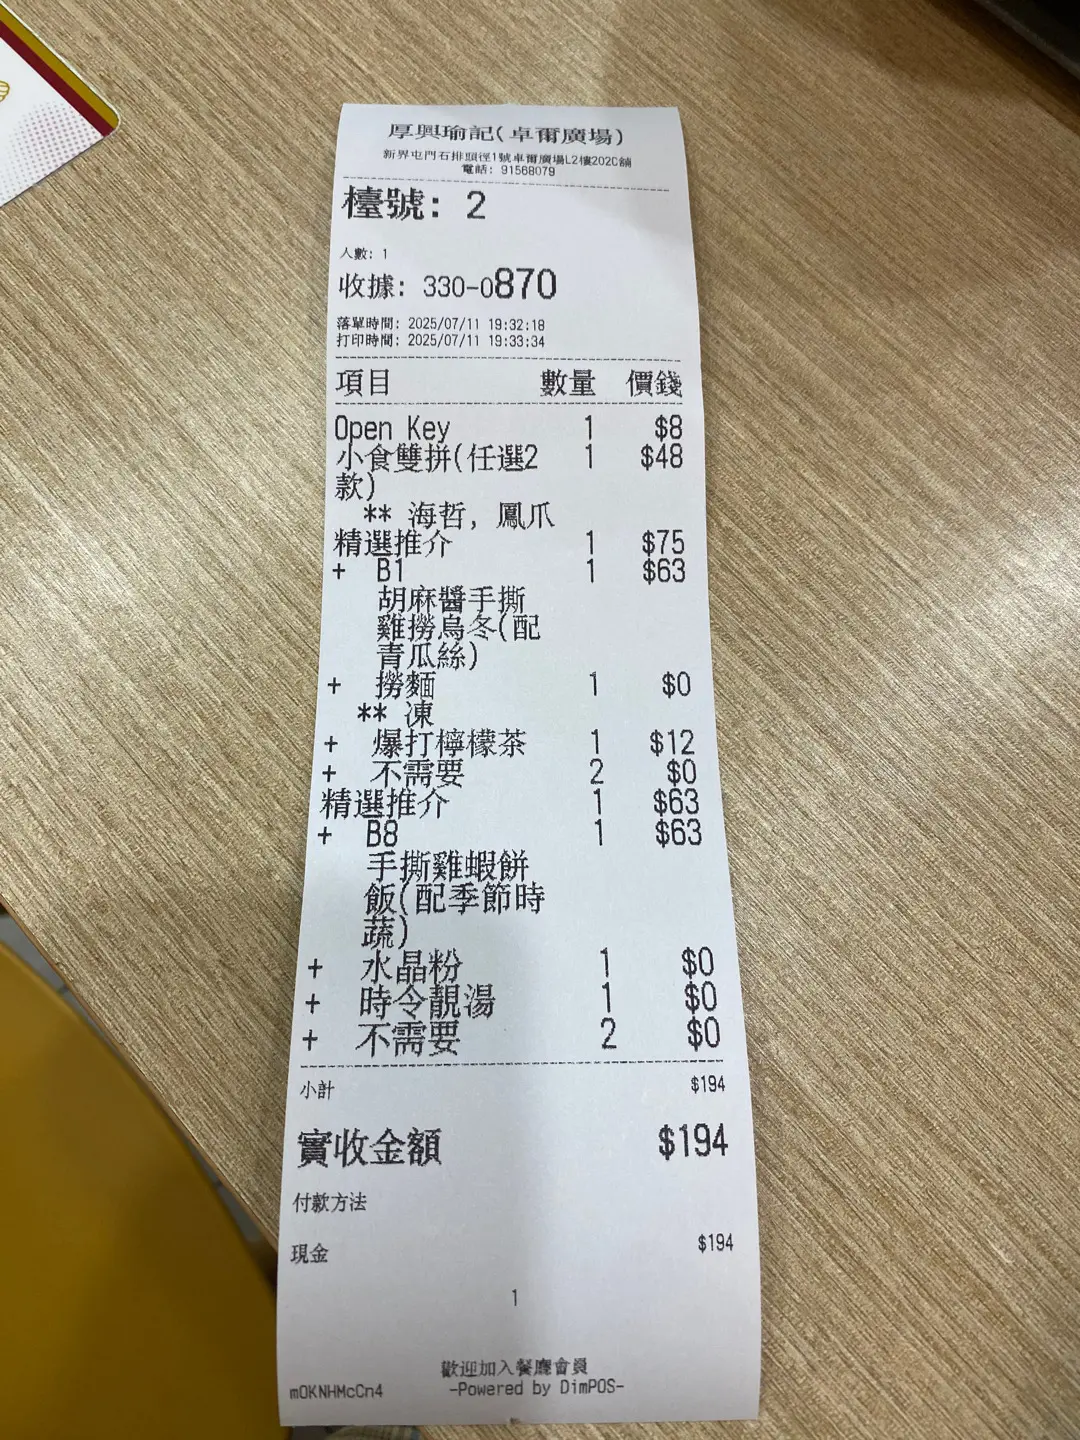 厚興瑜記(卓爾廣場)
新界屯門石排頭徑1號卓爾廣場L2樓202C舖
電話: 91568079
檯號: 2
人數: 1
收據: 330-0870
落單時間: 2025/07/11 19:32:18
打印時間: 2025/07/11 19:33:34
項目 數量 價錢
Open Key 1 $8
小食雙拼(任選2 1 $48
款)
** 海哲, 鳳爪
精選推介 1 $75
+ B1 1 $63
胡麻醬手撕
雞撈烏冬(配
青瓜絲)
+ 撈麵 1 $0
** 凍
+ 爆打檸檬茶 1 $12
+ 不需要 2 $0
精選推介 1 $63
+ B8 1 $63
手撕雞蝦餅
飯(配季節時
蔬)
+ 水晶粉 1 $0
+ 時令靚湯 1 $0
+ 不需要 2 $0
小計 $194
實收金額 $194
付款方法
現金 $194
1
歡迎加入餐廳會員
mOKNHMcCn4 -Powered by DimPOS-